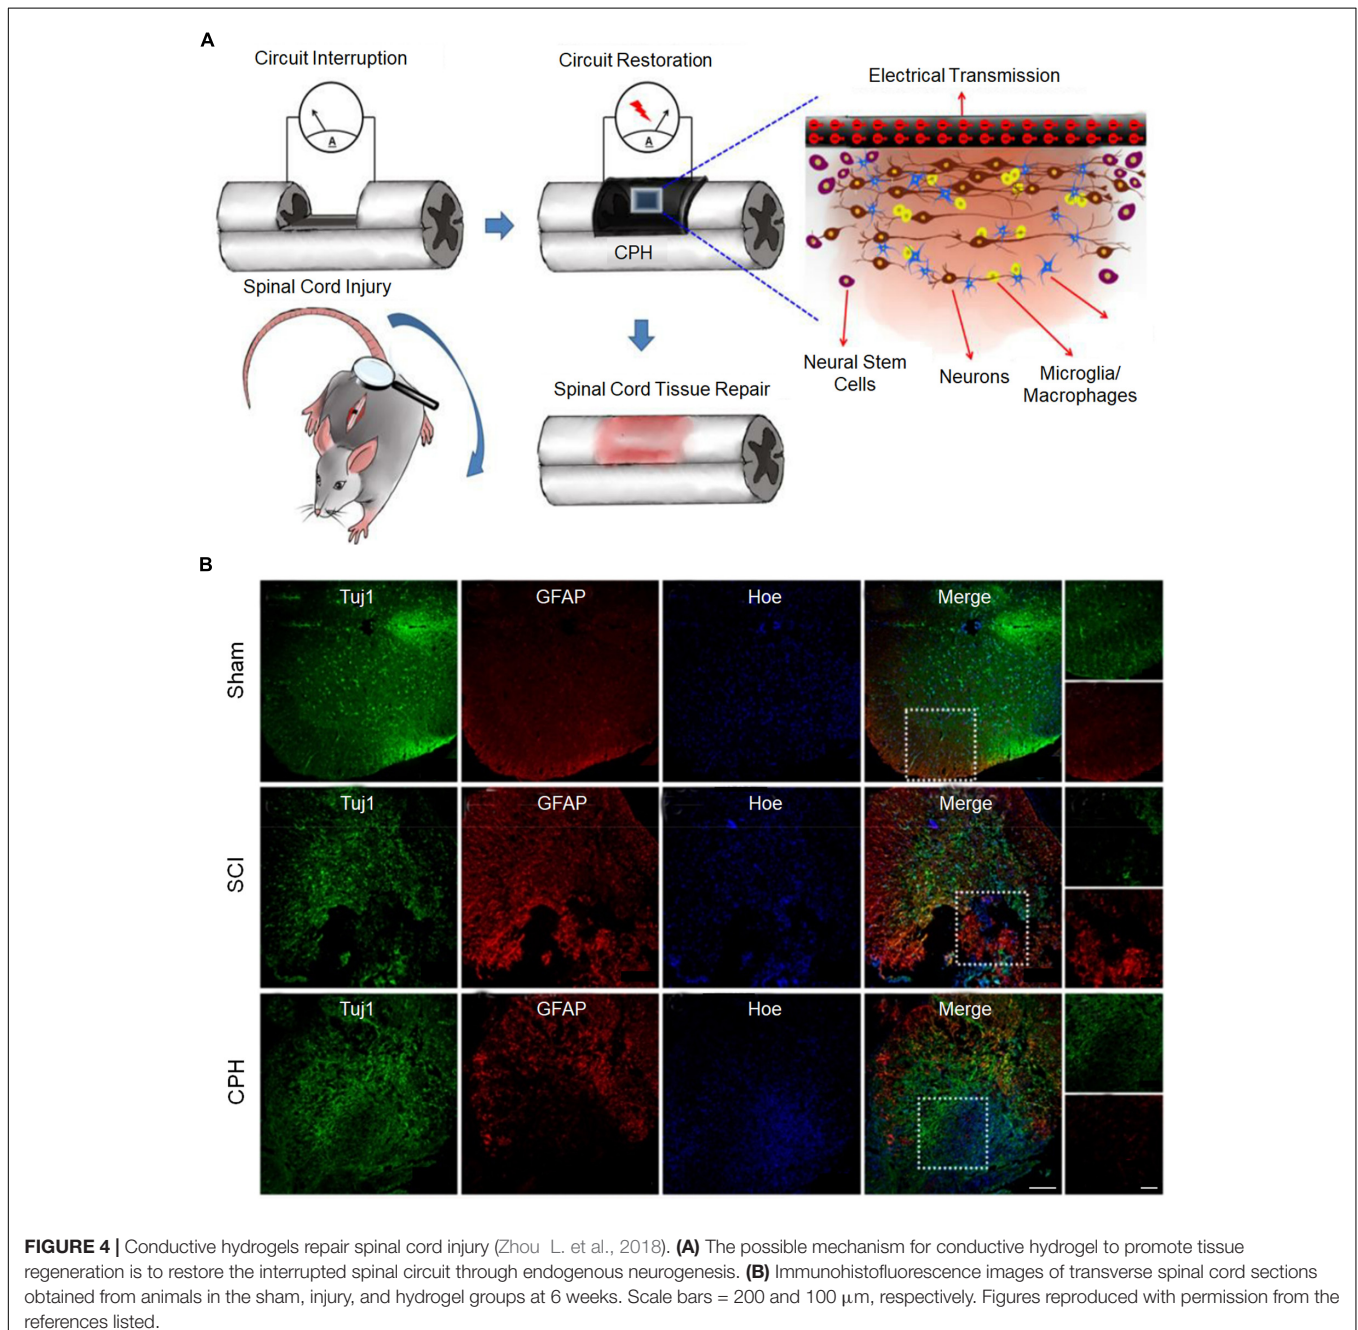 A
Circuit Interruption
Circuit Restoration
Electrical Transmission
A
A
CPH
Spinal Cord Injury
Neural Stem
Cells
Neurons
Microglia/
Macrophages
Spinal Cord Tissue Repair
B
Sham
Tuj1
GFAP
Hoe
Merge
SCI
Tuj1
GFAP
Hoe
Merge
CPH
Tuj1
GFAP
Hoe
Merge
FIGURE 4 | Conductive hydrogels repair spinal cord injury (Zhou L. et al., 2018). (A) The possible mechanism for conductive hydrogel to promote tissue
regeneration is to restore the interrupted spinal circuit through endogenous neurogenesis. (B) Immunohistofluorescence images of transverse spinal cord sections
obtained from animals in the sham, injury, and hydrogel groups at 6 weeks. Scale bars = 200 and 100 μm, respectively. Figures reproduced with permission from the
references listed.